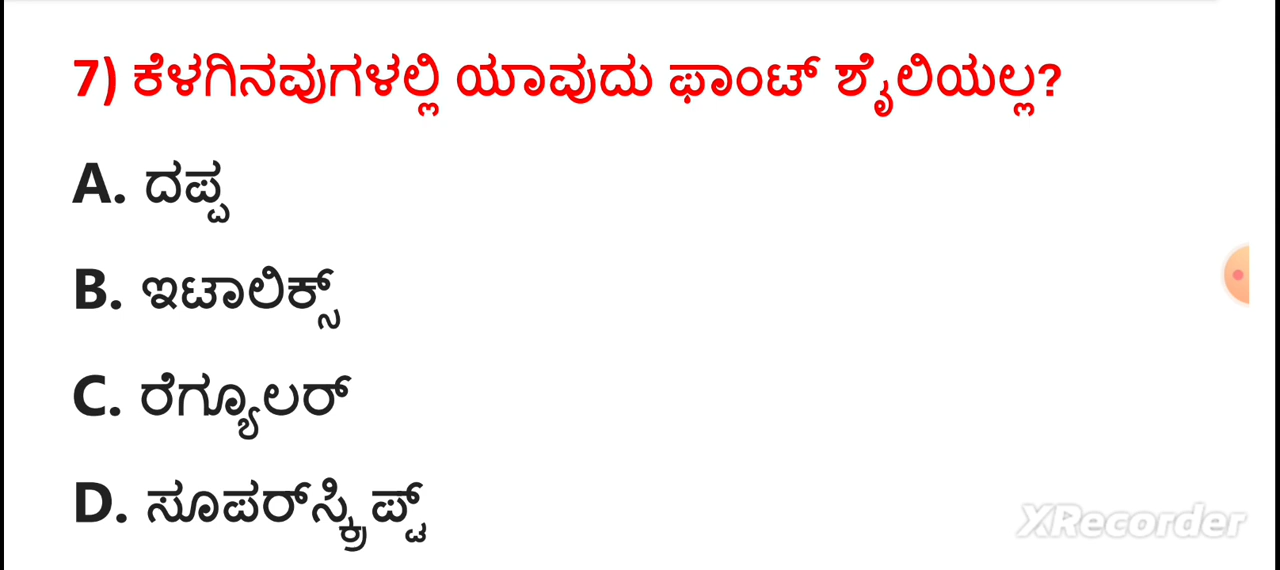 7) ಕೆಳಗಿನವುಗಳಲ್ಲಿ ಯಾವುದು ಫಾಂಟ್ ಶೈಲಿಯಲ್ಲ?
A. ದಪ್ಪ
B. ಇಟಾಲಿಕ್ಸ್
C. ರೆಗ್ಯೂಲರ್
D. ಸೂಪರ್‌ಸ್ಕ್ರಿಪ್ಟ್
XRecorder